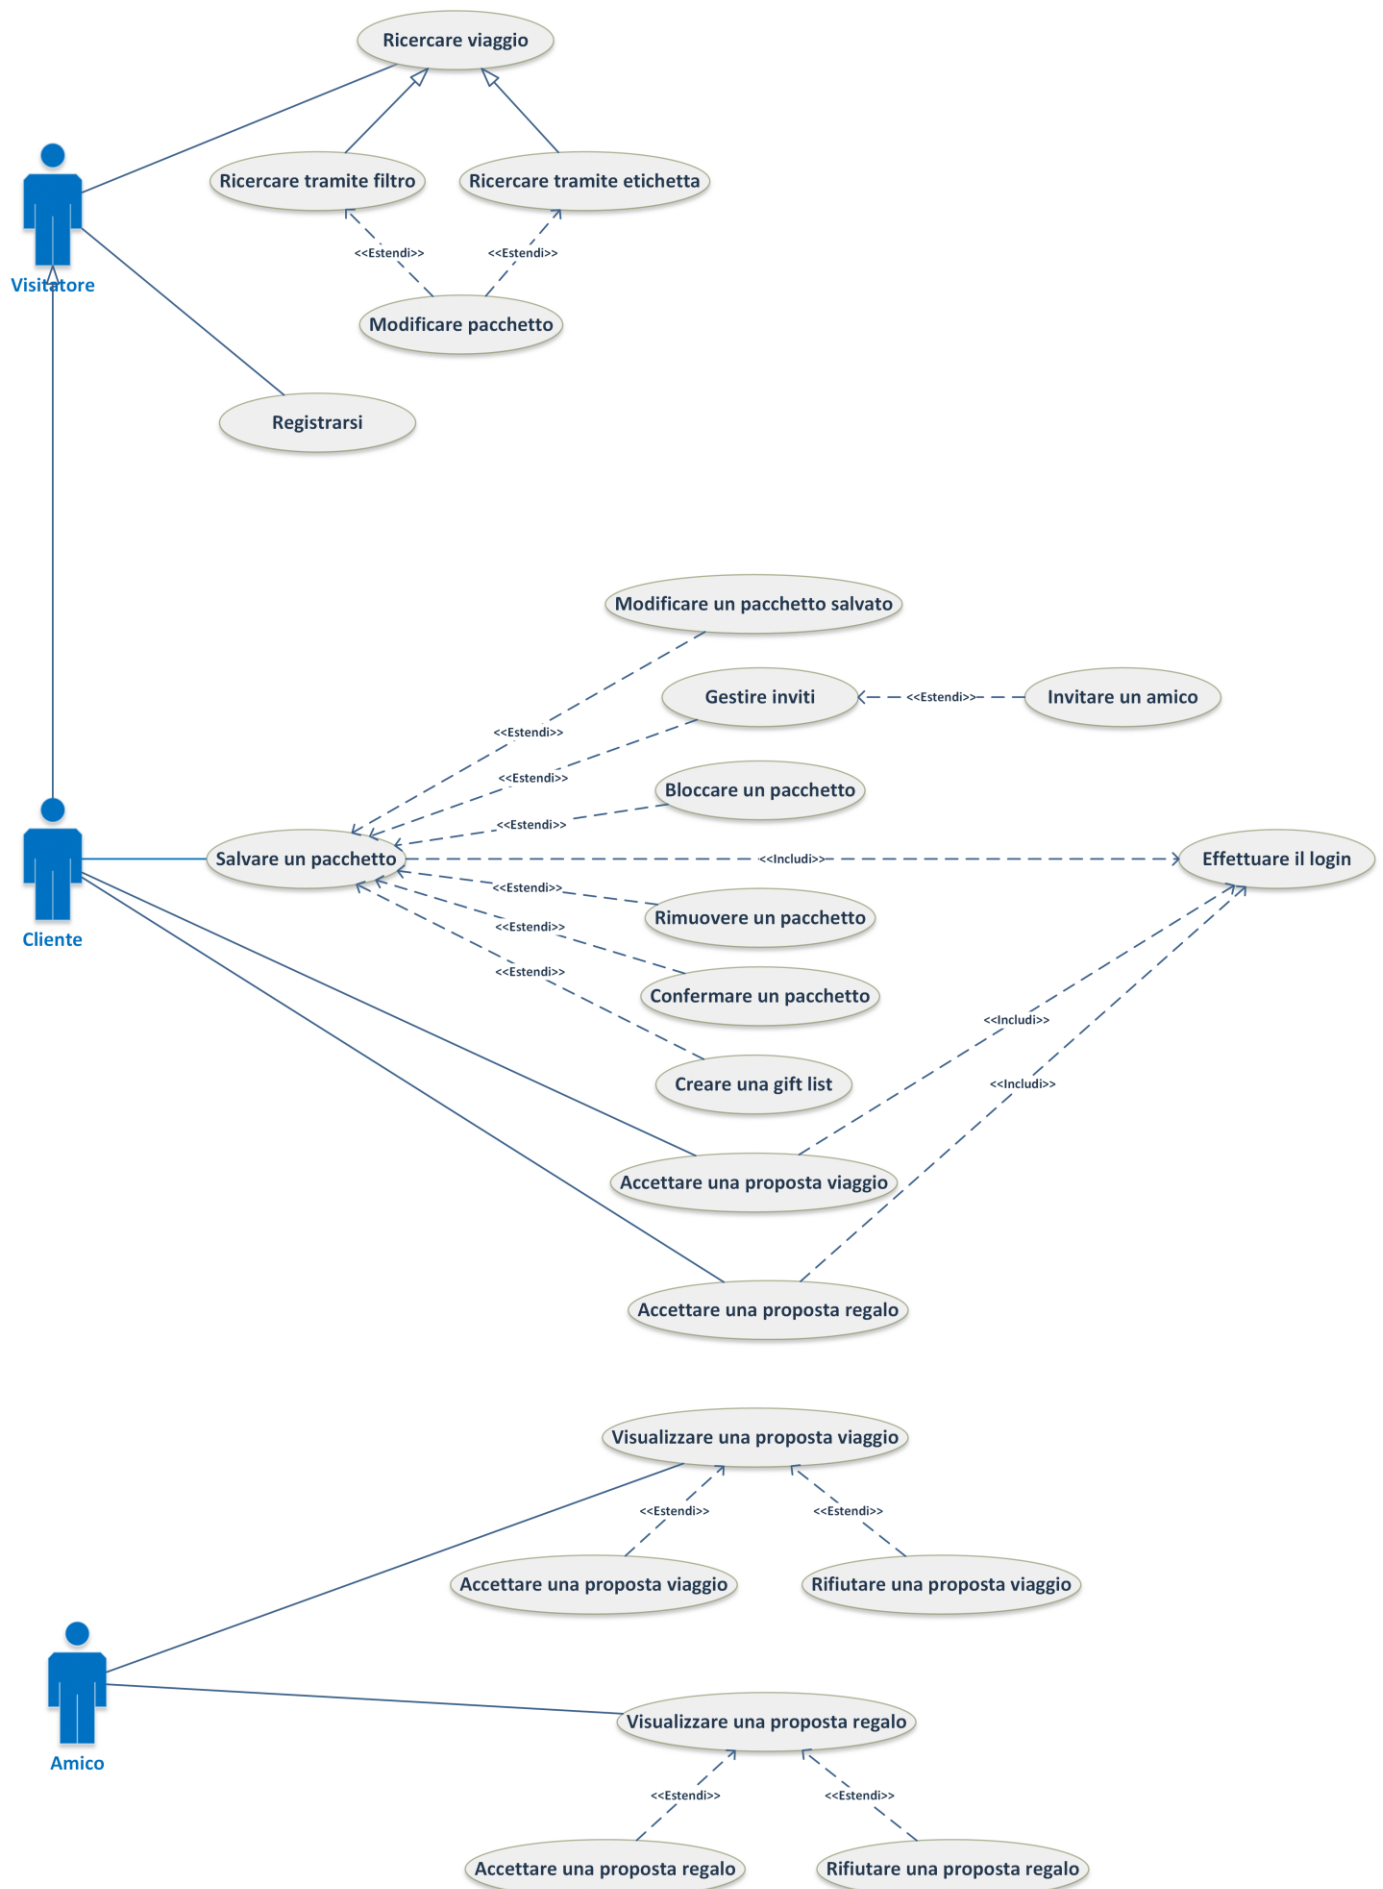 Ricercare viaggio
Ricercare tramite filtro
Ricercare tramite etichetta
<<Estendi>>
<<Estendi>>
Visitatore
Modificare pacchetto
Registrarsi
Modificare un pacchetto salvato
Gestire inviti
<<Estendi>>
Invitare un amico
<<Estendi>>
<<Estendi>>
Bloccare un pacchetto
<<Estendi>>
Salvare un pacchetto
<<Includi>>
Effettuare il login
<<Estendi>>
Rimuovere un pacchetto
<<Estendi>>
Cliente
<<Estendi>>
Confermare un pacchetto
<<Includi>>
Creare una gift list
<<Includi>>
Accettare una proposta viaggio
Accettare una proposta regalo
Visualizzare una proposta viaggio
<<Estendi>>
<<Estendi>>
Accettare una proposta viaggio
Rifiutare una proposta viaggio
Visualizzare una proposta regalo
Amico
<<Estendi>>
<<Estendi>>
Accettare una proposta regalo
Rifiutare una proposta regalo